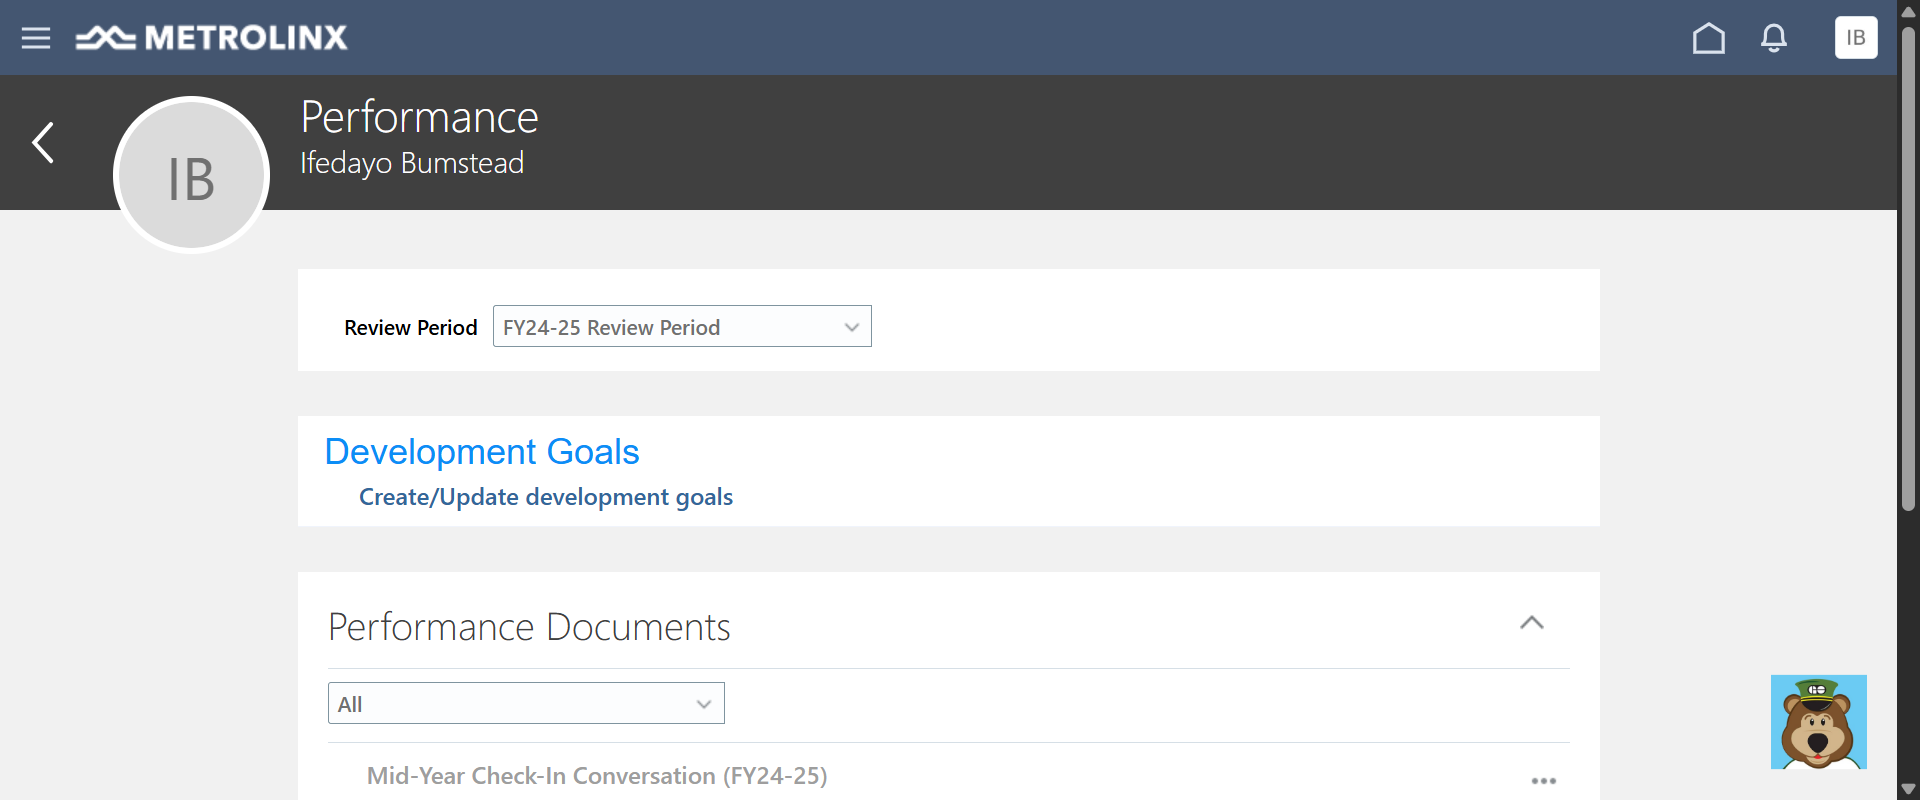 METROLINX
IB
Performance
Ifedayo Bumstead
IB
Review Period FY24-25 Review Period
Development Goals
Create/Update development goals
Performance Documents
All
Mid-Year Check-In Conversation (FY24-25)
GO